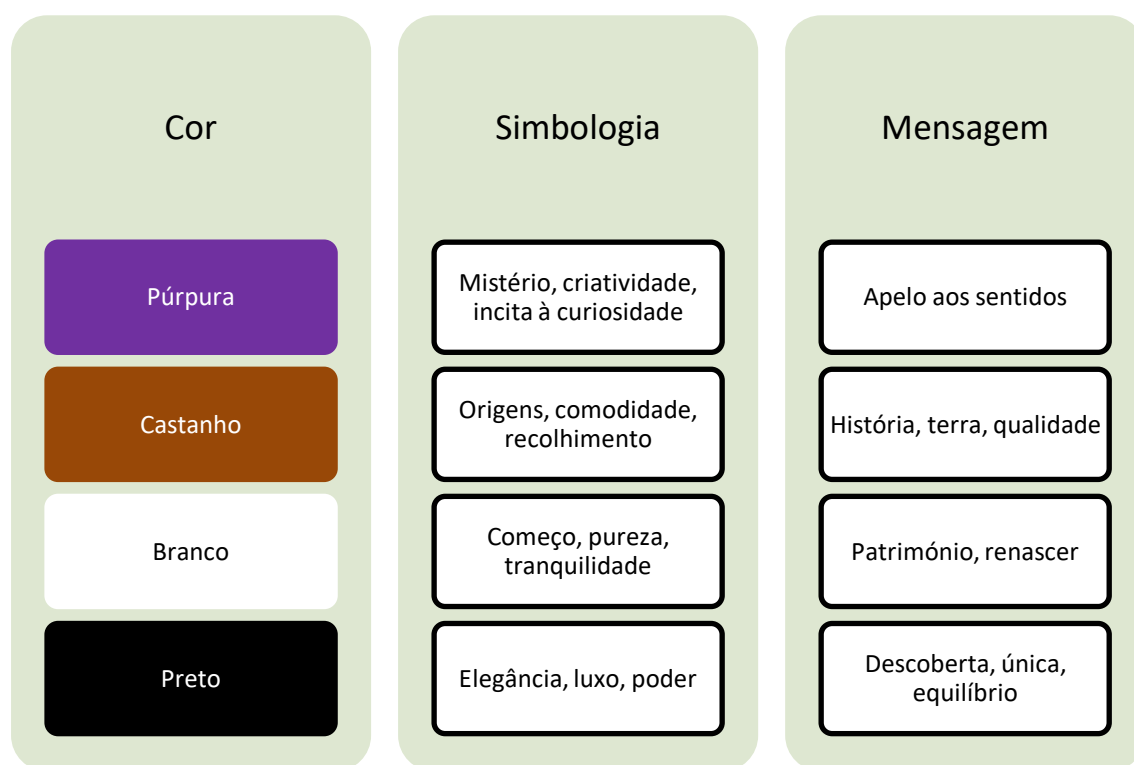 Cor
Simbologia
Mensagem
Púrpura
Mistério, criatividade,
incita à curiosidade
Apelo aos sentidos
Castanho
Origens, comodidade,
recolhimento
História, terra, qualidade
Branco
Começo, pureza,
tranquilidade
Património, renascer
Preto
Elegância, luxo, poder
Descoberta, única,
equilíbrio